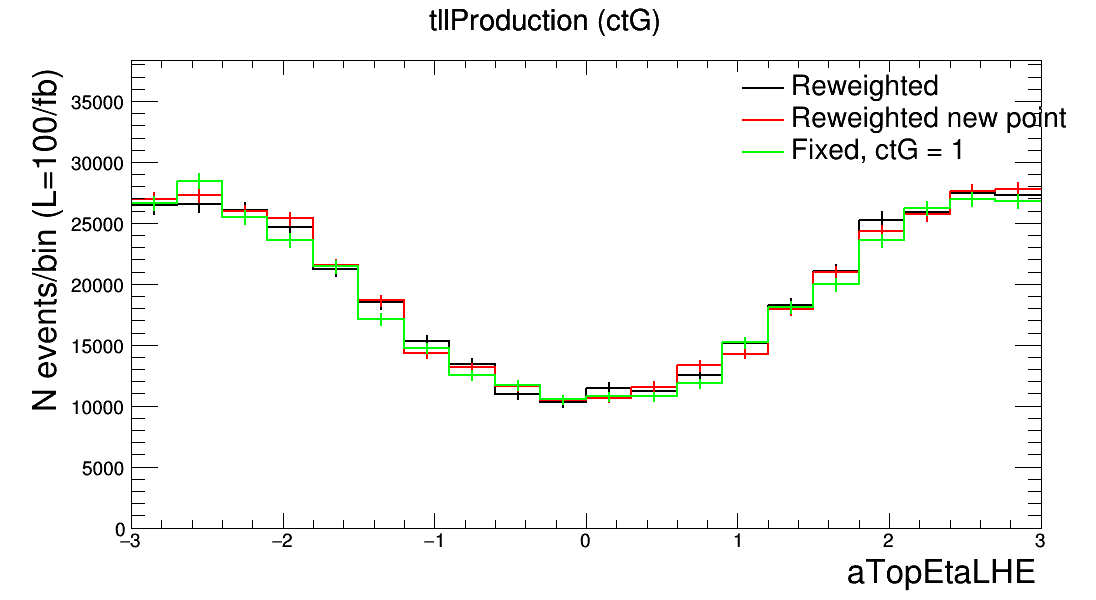 tllProduction (ctG)
N events/bin (L=100/fb)
35000
30000
25000
20000
15000
10000
5000
0
Reweighted
Reweighted new point
Fixed, ctG = 1
−3 −2 −1 0 1 2 3
aTopEtaLHE